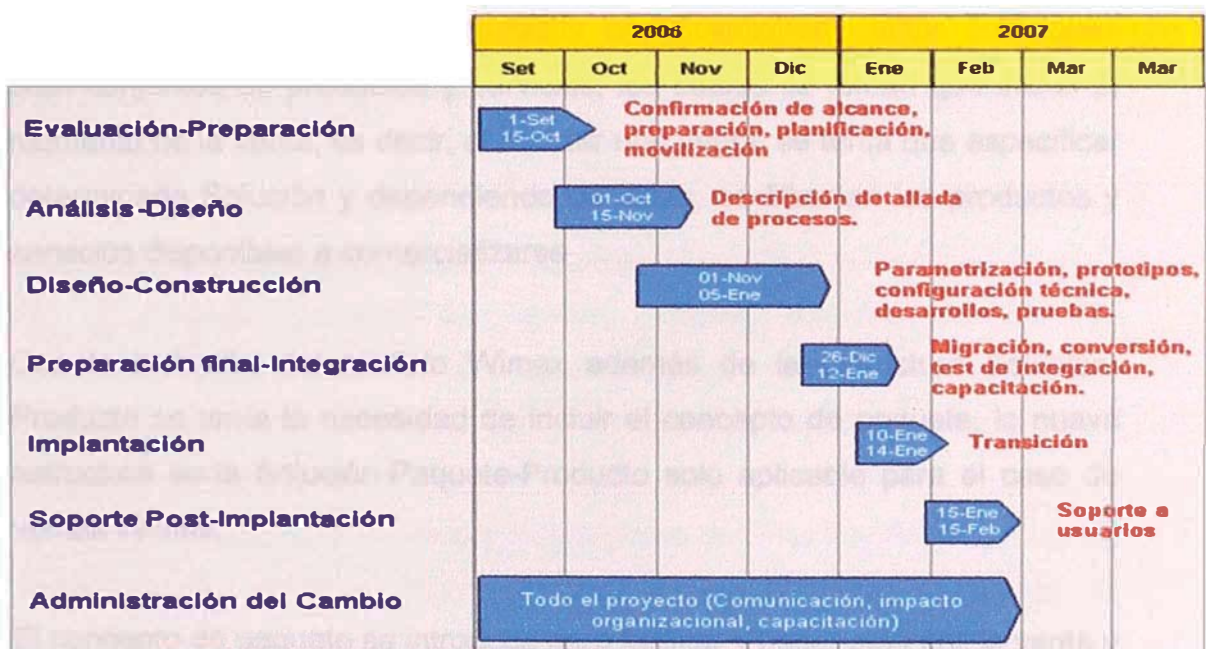 2006 2007
Set Oct Nov Dic Ene Feb Mar Mar
Evaluación-Preparación
1-Set
15-Oct
Confirmación de alcance,
preparación, planificación,
movilización
Análisis-Diseño
01-Oct
15-Nov
Descripción detallada
de procesos.
Diseño-Construcción
01-Nov
05-Ene
Parametrización, prototipos,
configuración técnica,
desarrollos, pruebas.
Preparación final-Integración
26-Dic
12-Ene
Migración, conversión,
test de integración,
capacitación.
Implantación
10-Ene
14-Ene
Transición
Soporte Post-Implantación
15-Ene
15-Feb
Soporte a
usuarios
Administración del Cambio
Todo el proyecto (Comunicación, impacto
organizacional, capacitación)